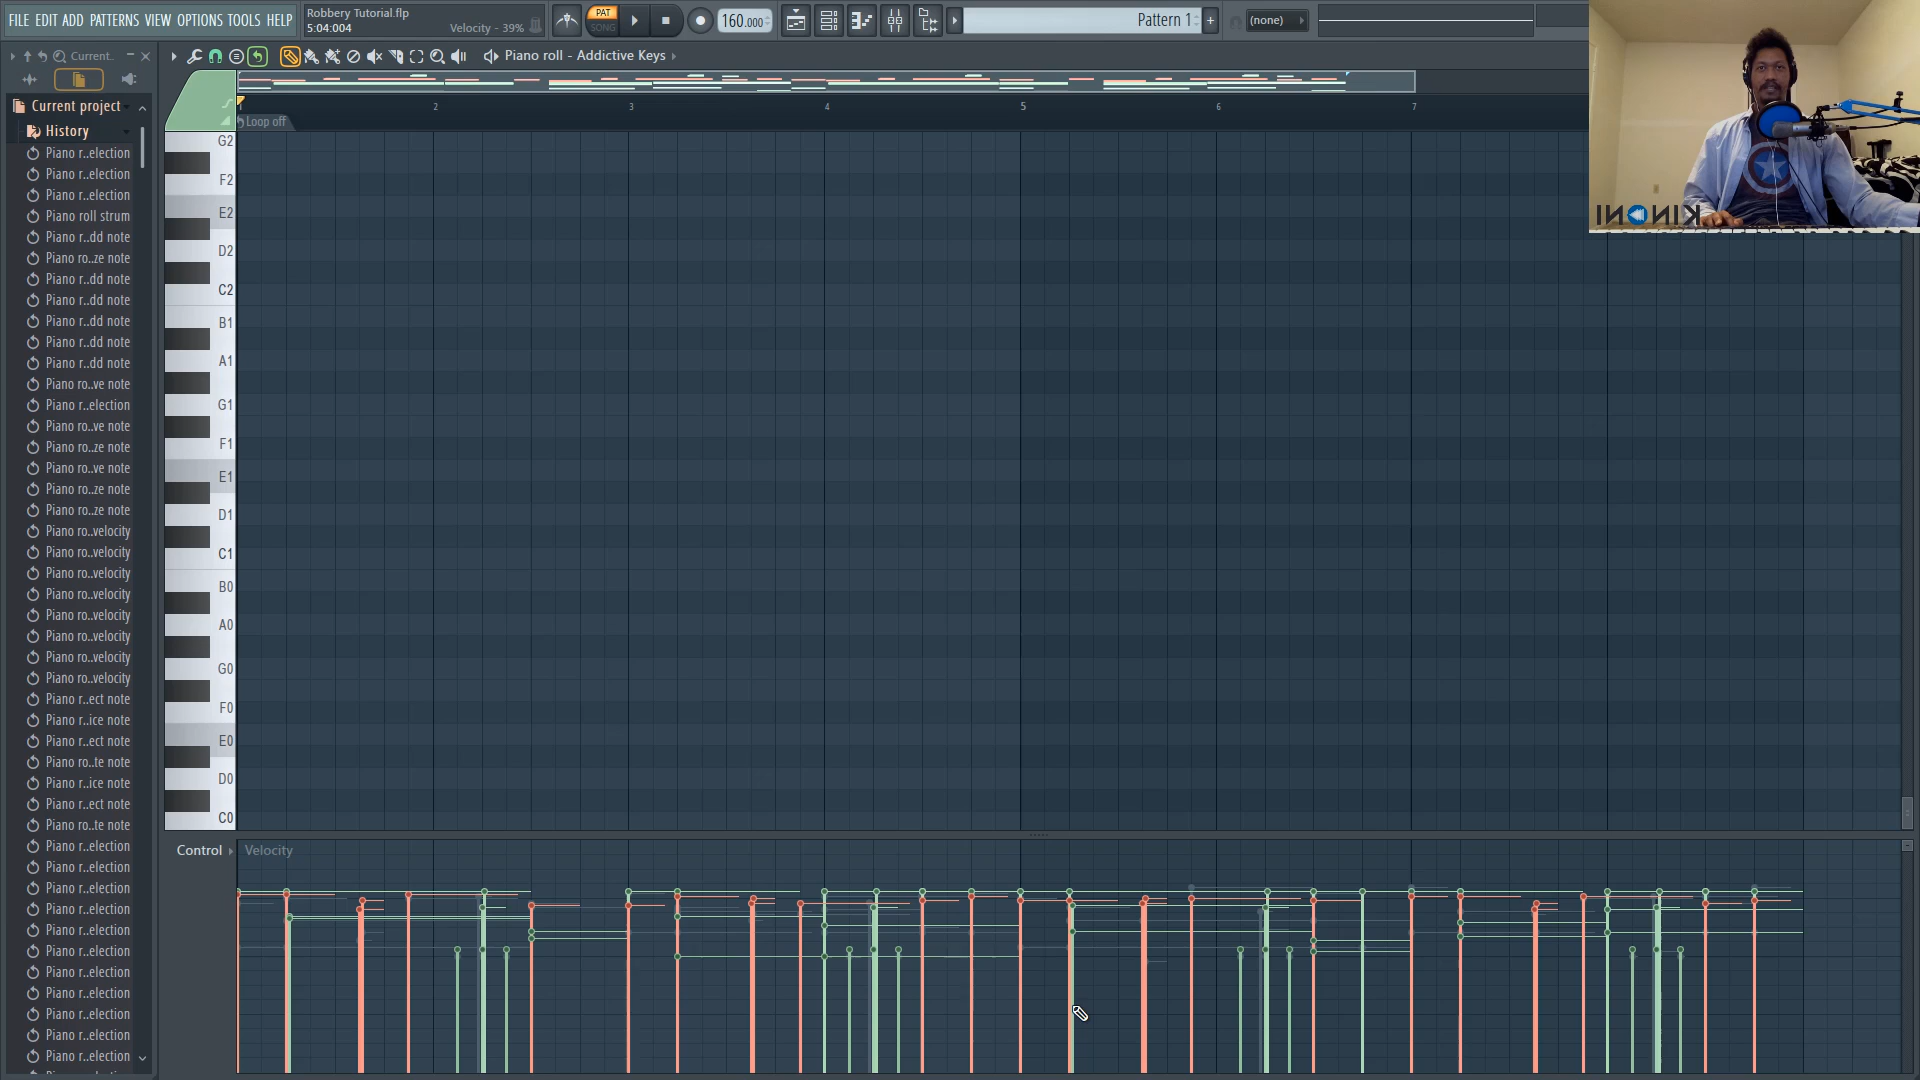 FILE EDIT ADD PATTERNS VIEW OPTIONS TOOLS HELP
Robbery Tutorial.flp
5:04:004 Velocity - 39%
PAT
SONG
160.000
Pattern 1
(none)
Current..
Piano roll - Addictive Keys
Current project
History
Piano r..election
Piano r..election
Piano r..election
Piano roll strum
Piano r..dd note
Piano ro..ze note
Piano r..dd note
Piano r..dd note
Piano r..dd note
Piano r..dd note
Piano r..dd note
Piano ro..ve note
Piano r..election
Piano ro..ve note
Piano ro..ze note
Piano ro..ve note
Piano ro..ze note
Piano ro..ze note
Piano ro..velocity
Piano ro..velocity
Piano ro..velocity
Piano ro..velocity
Piano ro..velocity
Piano ro..velocity
Piano ro..velocity
Piano ro..velocity
Piano r..ect note
Piano r..ice note
Piano r..ect note
Piano ro..te note
Piano r..ice note
Piano r..ect note
Piano ro..te note
Piano r..election
Piano r..election
Piano r..election
Piano r..election
Piano r..election
Piano r..election
Piano r..election
Piano r..election
Piano r..election
Piano r..election
Piano r..election
1 2 3 4 5 6 7
Loop off
G2
F2
E2
D2
C2
B1
A1
G1
F1
E1
D1
C1
B0
A0
G0
F0
E0
D0
C0
Control Velocity
KINONI